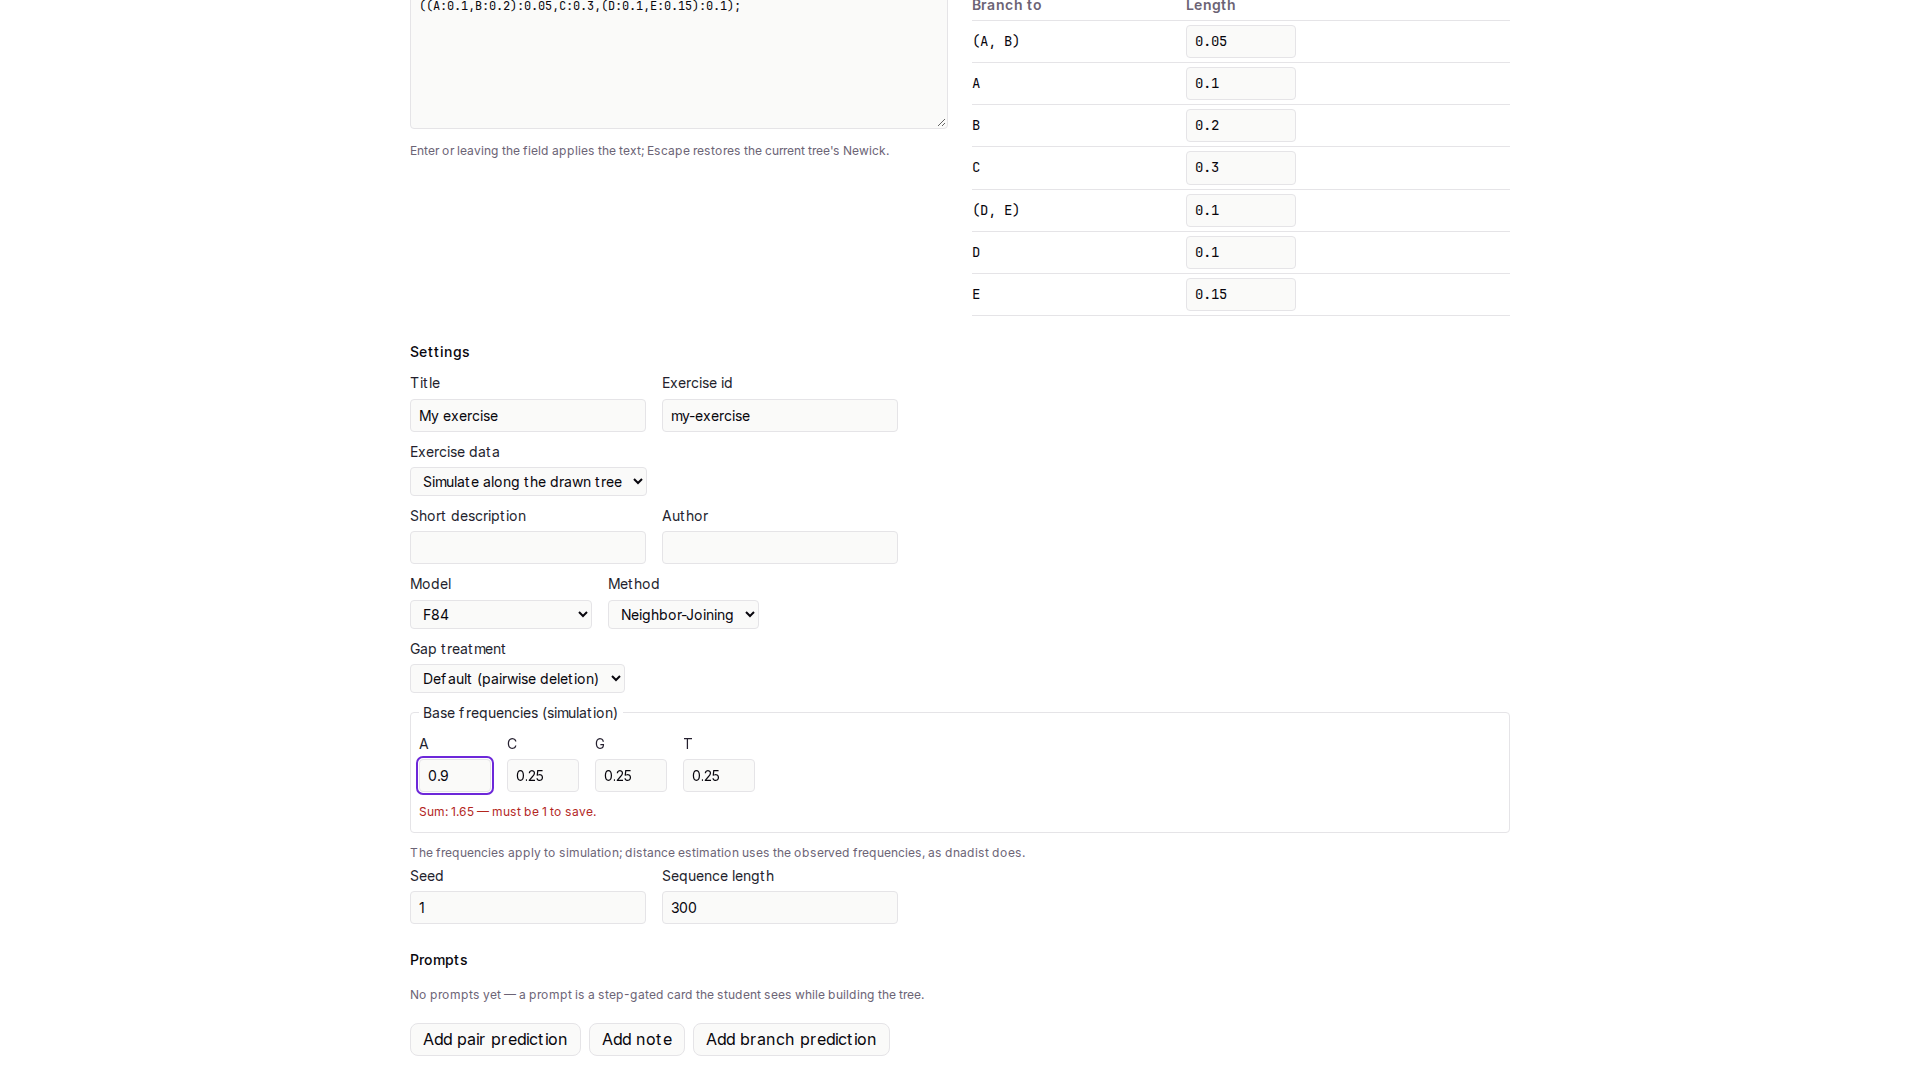 ((A:0.1,B:0.2):0.05,C:0.3,(D:0.1,E:0.15):0.1);
Enter or leaving the field applies the text; Escape restores the current tree's Newick.
Branch to Length
(A, B) 0.05
A 0.1
B 0.2
C 0.3
(D, E) 0.1
D 0.1
E 0.15
Settings
Title Exercise id
My exercise my-exercise
Exercise data
Simulate along the drawn tree
Short description Author
Model Method
F84 Neighbor-Joining
Gap treatment
Default (pairwise deletion)
Base frequencies (simulation)
A C G T
0.9 0.25 0.25 0.25
Sum: 1.65 — must be 1 to save.
The frequencies apply to simulation; distance estimation uses the observed frequencies, as dnadist does.
Seed Sequence length
1 300
Prompts
No prompts yet — a prompt is a step-gated card the student sees while building the tree.
Add pair prediction Add note Add branch prediction